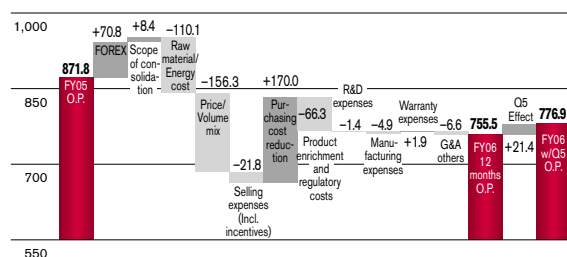 1,000
850
700
550
871.8
FY05
O.P.
+70.8
FOREX
+8.4
Scope
of con-
solida-
tion
−110.1
Raw
material/
Energy
cost
−156.3
Price/
Volume
mix
−21.8
Selling
expenses
(Incl.
incentives)
+170.0
Pur-
chasing
cost
reduc-
tion
−66.3
Product
enrichment
and
regulatory
costs
R&D
expenses
−1.4
−4.9
Manu-
facturing
expenses
Warranty
expenses
+1.9
−6.6
G&A
others
755.5
FY06
12
months
O.P.
Q5
Effect
+21.4
776.9
FY06
w/Q5
O.P.